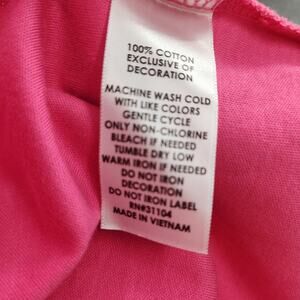 100% COTTON
EXCLUSIVE OF
DECORATION
MACHINE WASH COLD
WITH LIKE COLORS
GENTLE CYCLE
ONLY NON-CHLORINE
BLEACH IF NEEDED
TUMBLE DRY LOW
WARM IRON IF NEEDED
DO NOT IRON
DECORATION
DO NOT IRON LABEL
RN#31104
MADE IN VIETNAM